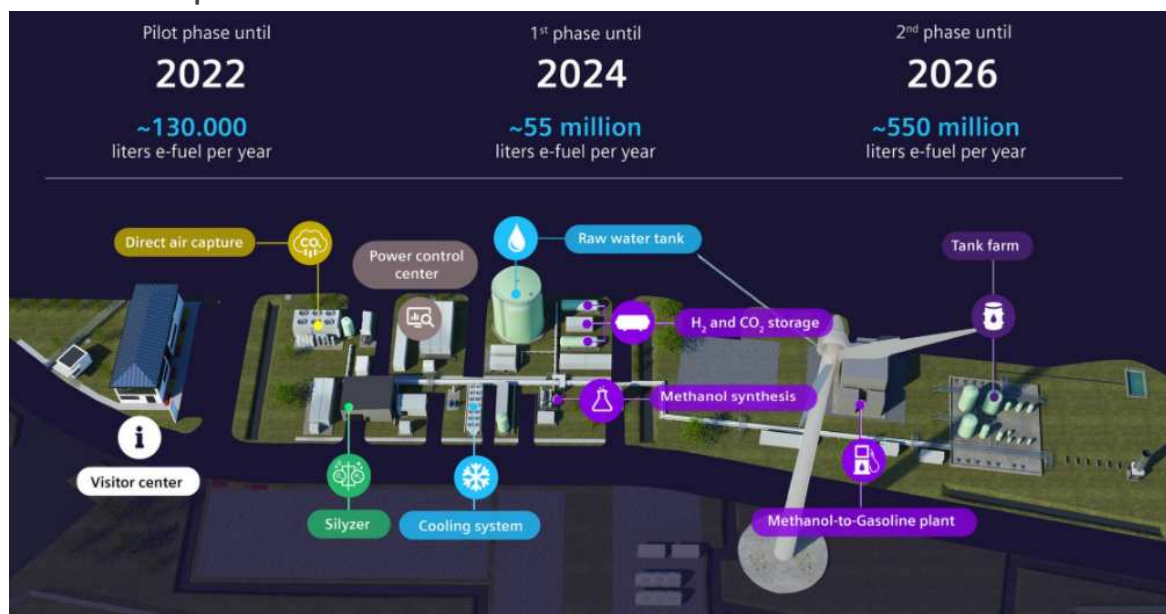 Pilot phase until
2022
~130.000
liters e-fuel per year
1st phase until
2024
~55 million
liters e-fuel per year
2nd phase until
2026
~550 million
liters e-fuel per year
Direct air capture
CO2
Power control
center
Raw water tank
Tank farm
H2 and CO2 storage
Methanol synthesis
i
Visitor center
Silyzer
Cooling system
Methanol-to-Gasoline plant